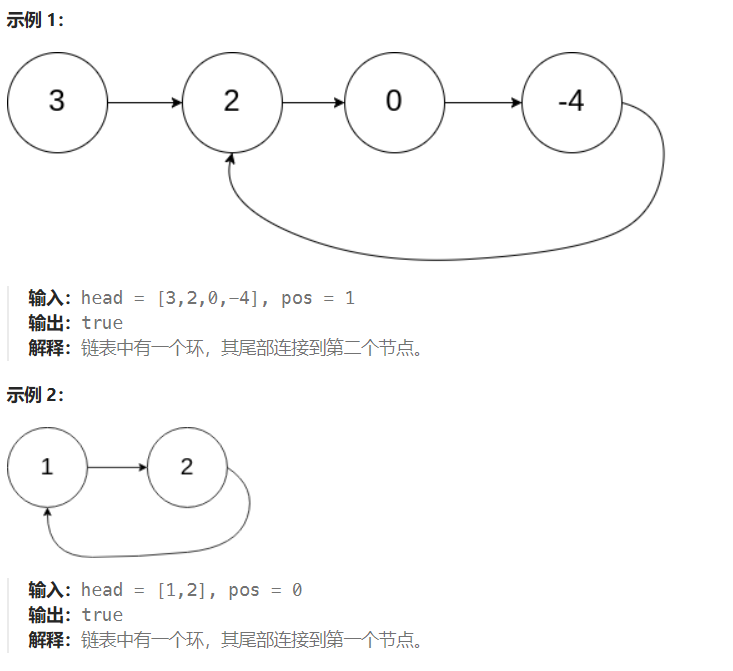 示例 1：
3 2 0 -4
输入：head = [3,2,0,-4], pos = 1
输出：true
解释：链表中有一个环，其尾部连接到第二个节点。
示例 2：
1 2
输入：head = [1,2], pos = 0
输出：true
解释：链表中有一个环，其尾部连接到第一个节点。